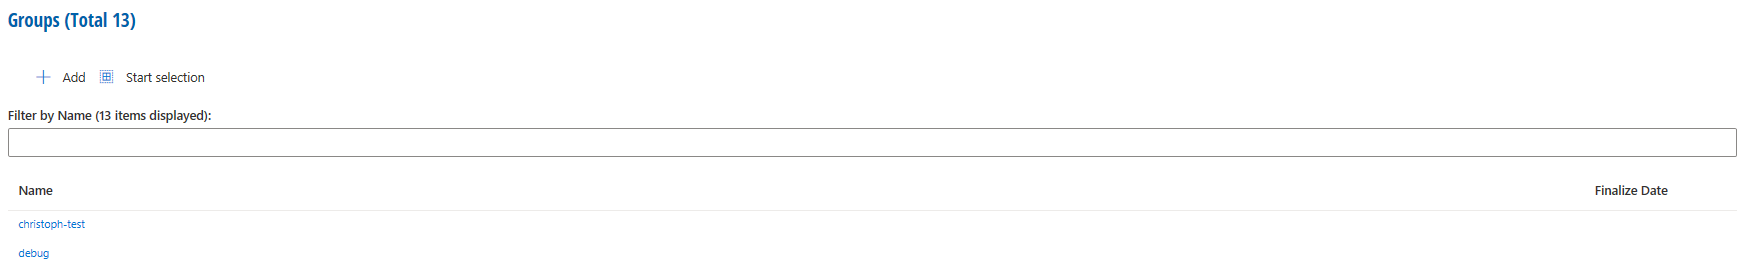 Groups (Total 13)
Add Start selection
Filter by Name (13 items displayed):
Name Finalize Date
christoph-test
debug